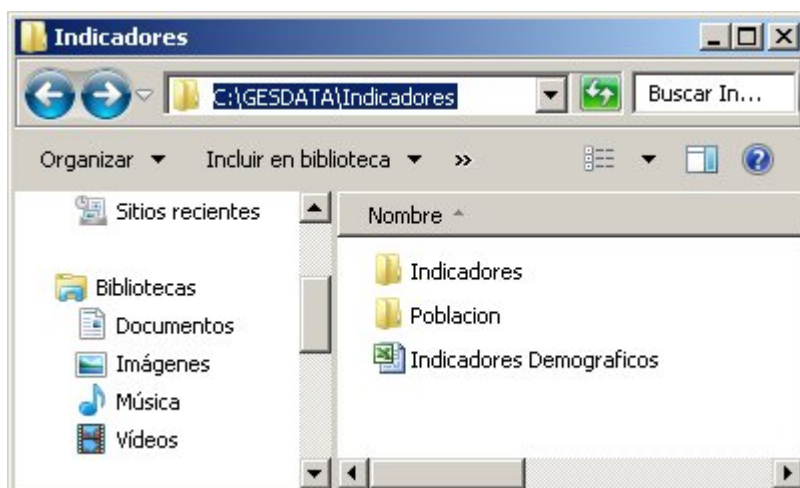 Indicadores
C:\GESDATA\Indicadores
Buscar In...
Organizar
Incluir en biblioteca
»
Sitios recientes
Bibliotecas
Documentos
Imágenes
Música
Vídeos
Nombre
Indicadores
Poblacion
Indicadores Demograficos